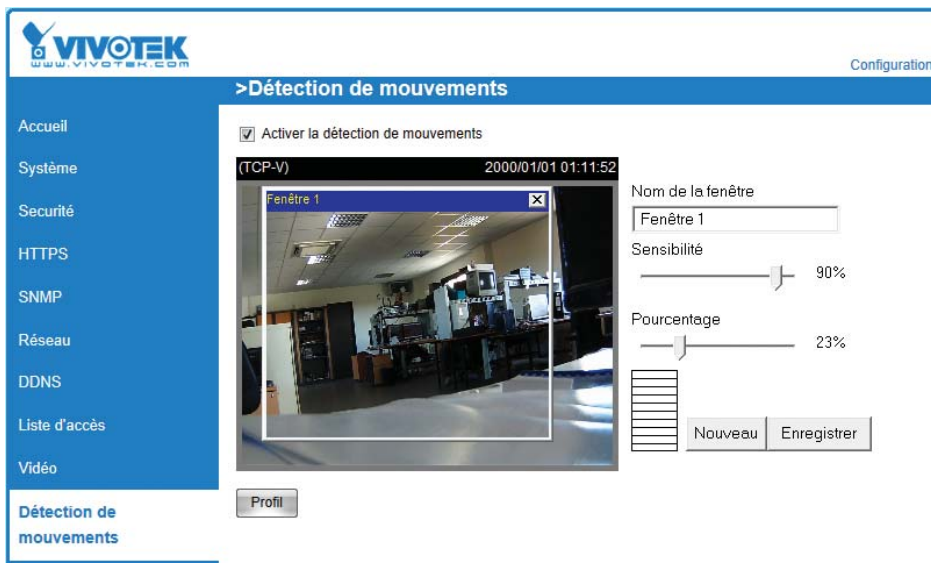 VIVOTEK
www.vivotek.com
Configuration
>Détection de mouvements
Accueil
Système
Securité
HTTPS
SNMP
Réseau
DDNS
Liste d'accès
Vidéo
Détection de
mouvements
Activer la détection de mouvements
(TCP-V) 2000/01/01 01:11:52
Fenêtre 1
Nom de la fenêtre
Fenêtre 1
Sensibilité
90%
Pourcentage
23%
Nouveau Enregistrer
Profil